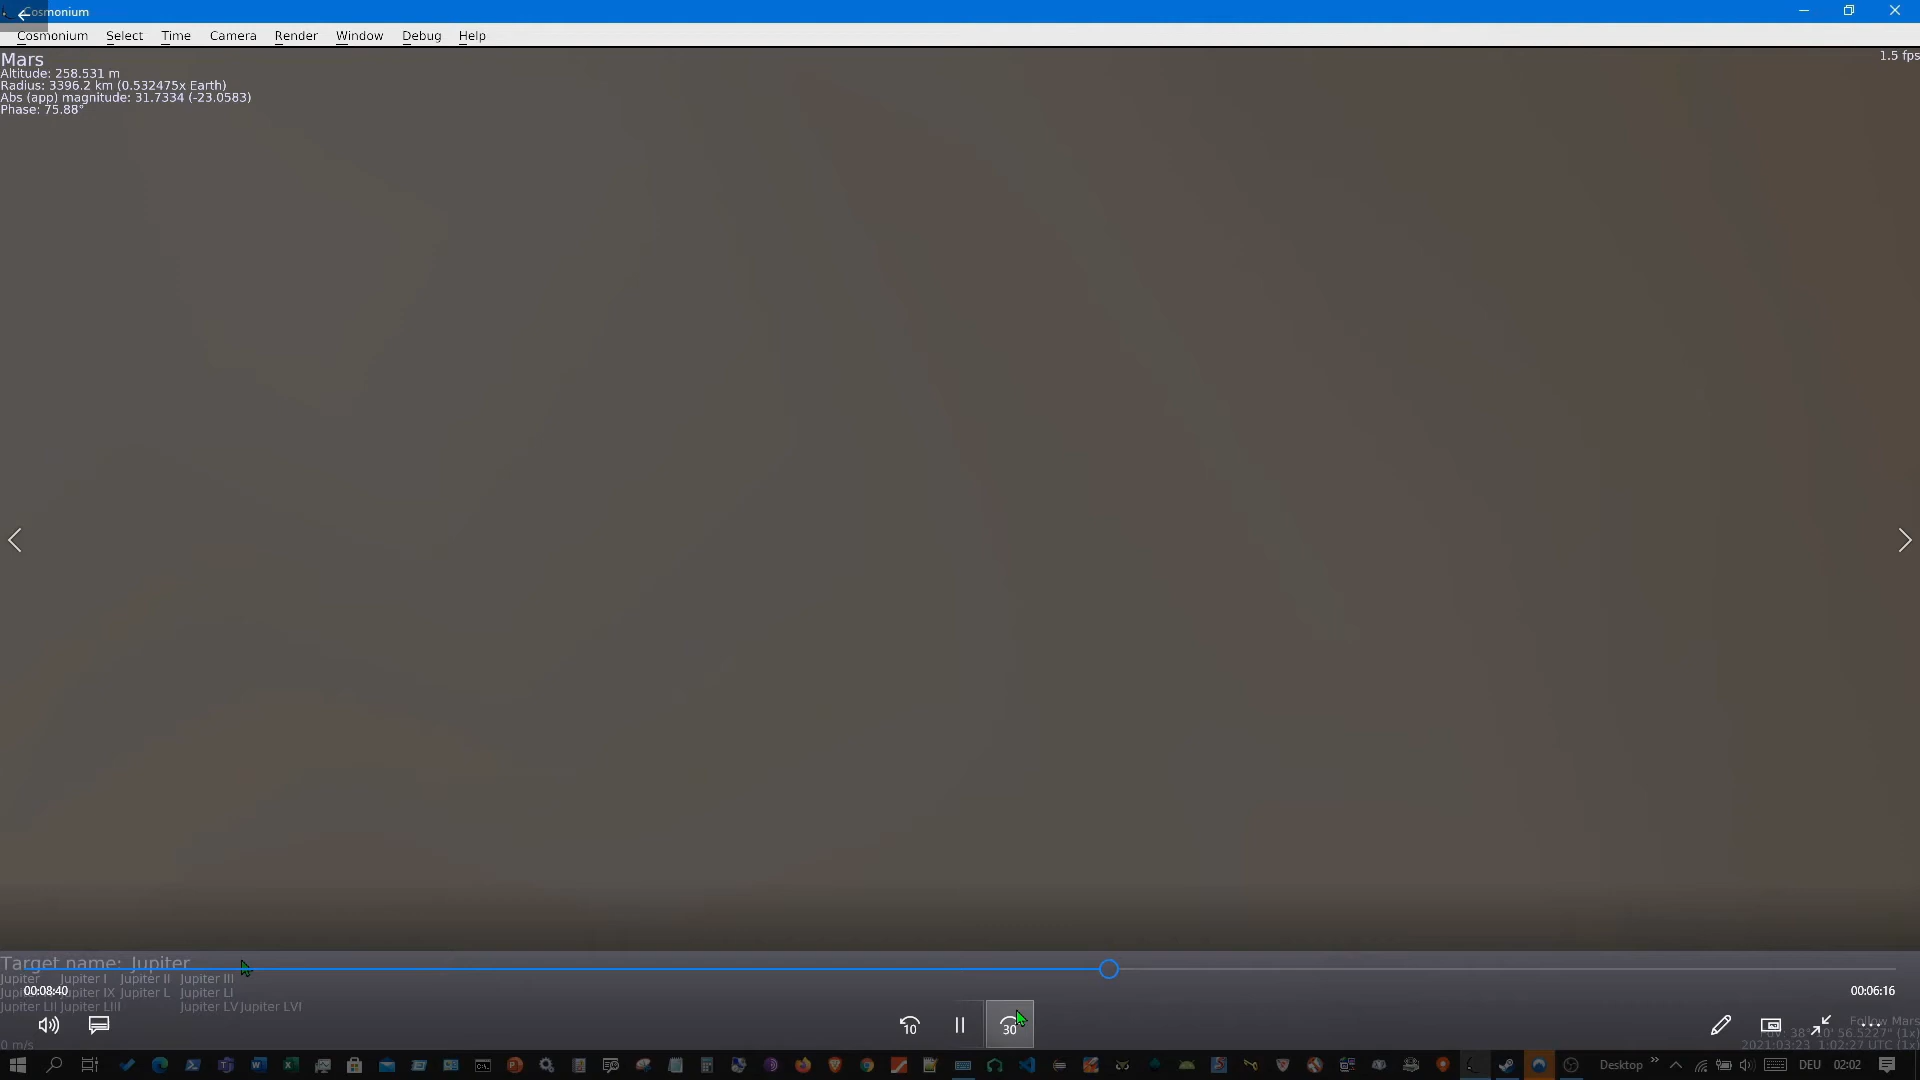 Cosmonium
Cosmonium Select Time Camera Render Window Debug Help
Mars
1.5 fps
Altitude: 258.531 m
Radius: 3396.2 km (0.532475x Earth)
Abs (app) magnitude: 31.7334 (-23.0583)
Phase: 75.88°
Target name: Jupiter
Jupiter Jupiter I Jupiter II Jupiter III
Jupiter IX Jupiter L Jupiter LI
00:08:40
00:06:16
Jupiter LII Jupiter LIII Jupiter LV Jupiter LVI
10
30
Follow Mars
0 m/s
2021:03:23 1:02:27 UTC (1x)
Desktop
DEU
02:02